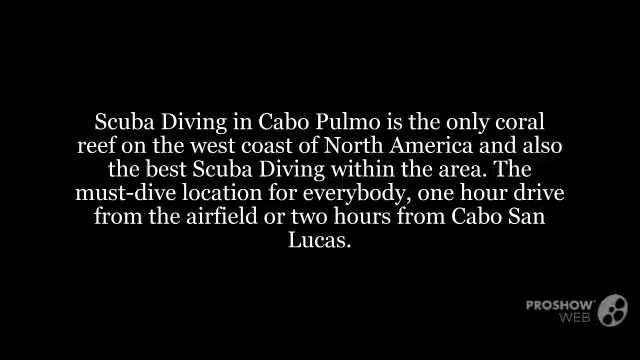 Scuba Diving in Cabo Pulmo is the only coral
reef on the west coast of North America and also
the best Scuba Diving within the area. The
must-dive location for everybody, one hour drive
from the airfield or two hours from Cabo San
Lucas.
PROSHOW
WEB